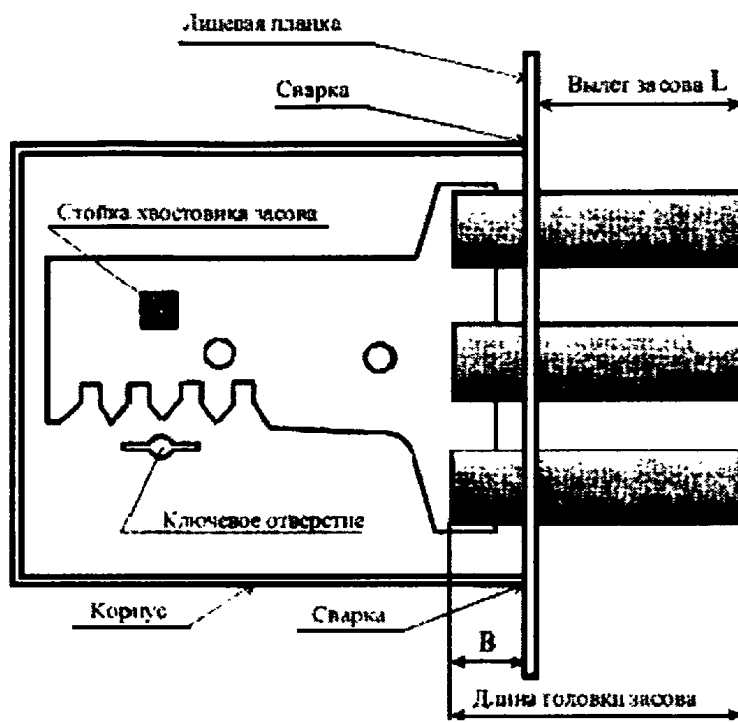 Лицевая планка
Сварка
Вылет засова L
Стойка хвостовика засова
Ключевое отверстие
Корпус
Сварка
B
Длина головки засова